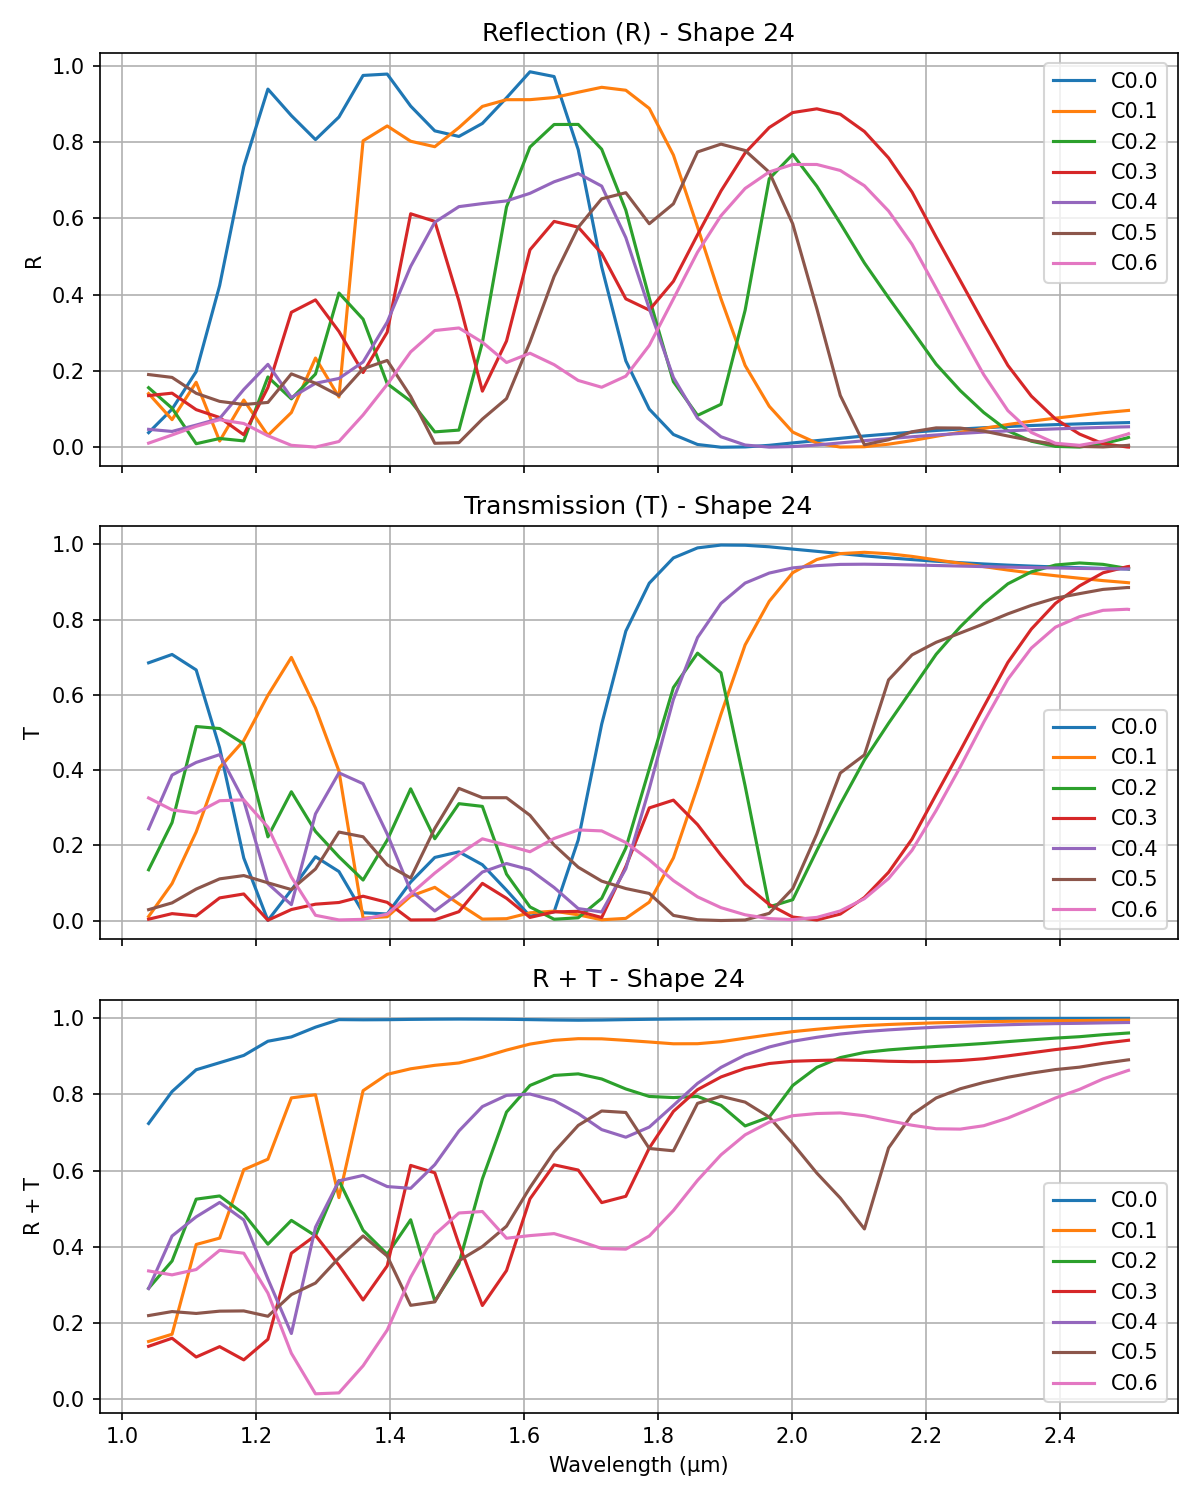 Reflection (R) - Shape 24
1.0
0.8
0.6
0.4
0.2
0.0
R
C0.0
C0.1
C0.2
C0.3
C0.4
C0.5
C0.6
Transmission (T) - Shape 24
1.0
0.8
0.6
0.4
0.2
0.0
T
C0.0
C0.1
C0.2
C0.3
C0.4
C0.5
C0.6
R + T - Shape 24
1.0
0.8
0.6
0.4
0.2
0.0
R + T
C0.0
C0.1
C0.2
C0.3
C0.4
C0.5
C0.6
1.0 1.2 1.4 1.6 1.8 2.0 2.2 2.4
Wavelength (μm)